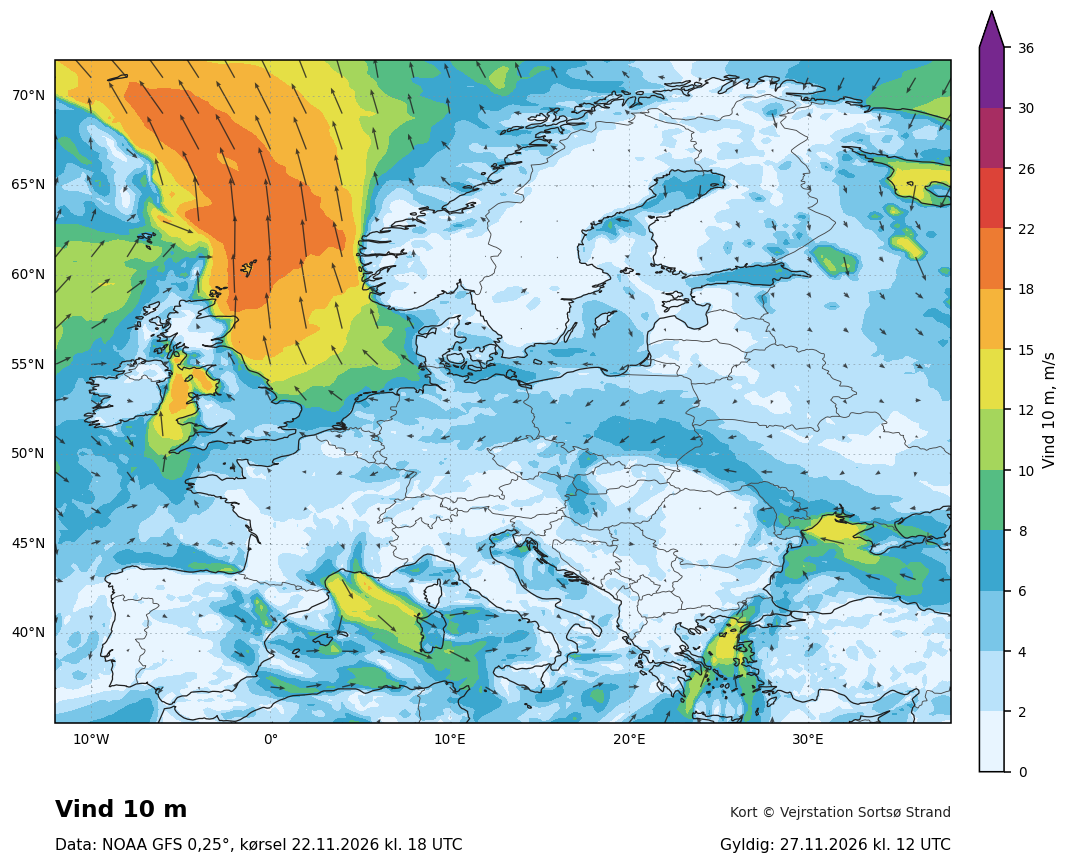 36
30
26
22
18
15
12
10
8
6
4
2
0
Vind 10 m, m/s
70°N
65°N
60°N
55°N
50°N
45°N
40°N
10°W
0°
10°E
20°E
30°E
Vind 10 m
Kort © Vejrstation Sortsø Strand
Data: NOAA GFS 0,25°, kørsel 22.11.2026 kl. 18 UTC
Gyldig: 27.11.2026 kl. 12 UTC